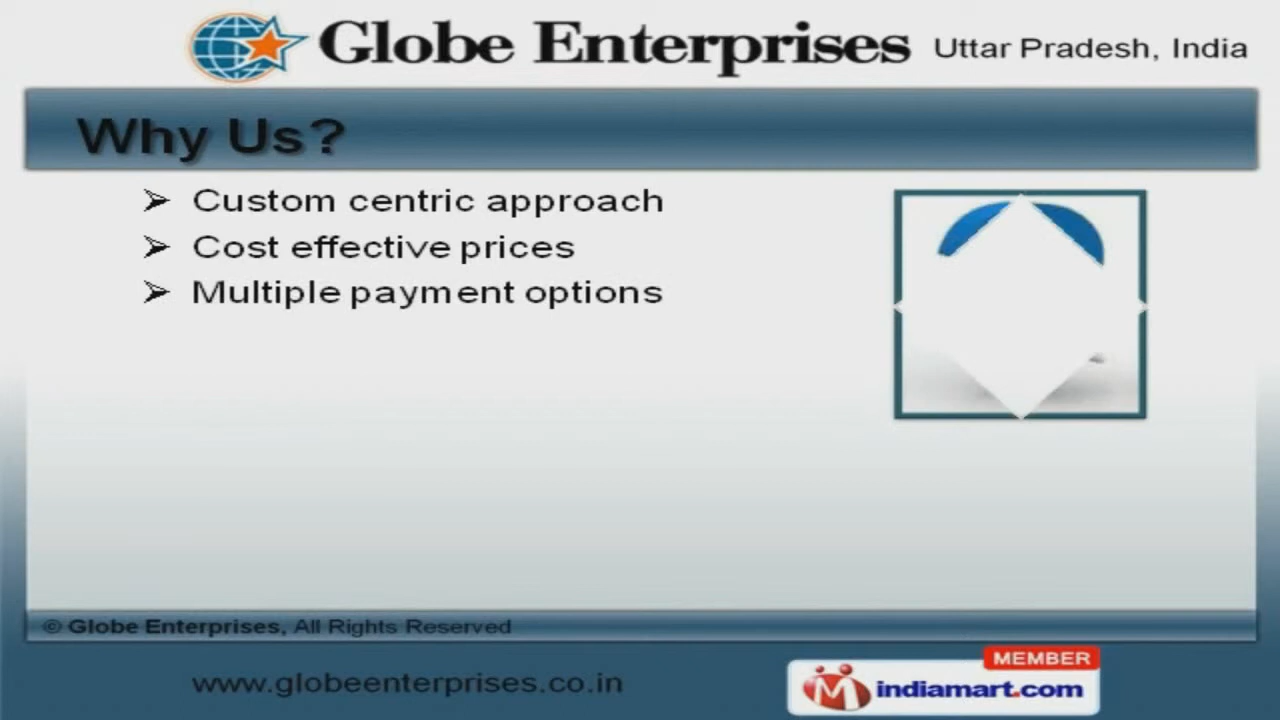 Globe Enterprises Uttar Pradesh, India
Why Us?
➢ Custom centric approach
➢ Cost effective prices
➢ Multiple payment options
© Globe Enterprises, All Rights Reserved
MEMBER
www.globeenterprises.co.in
indiamart.com